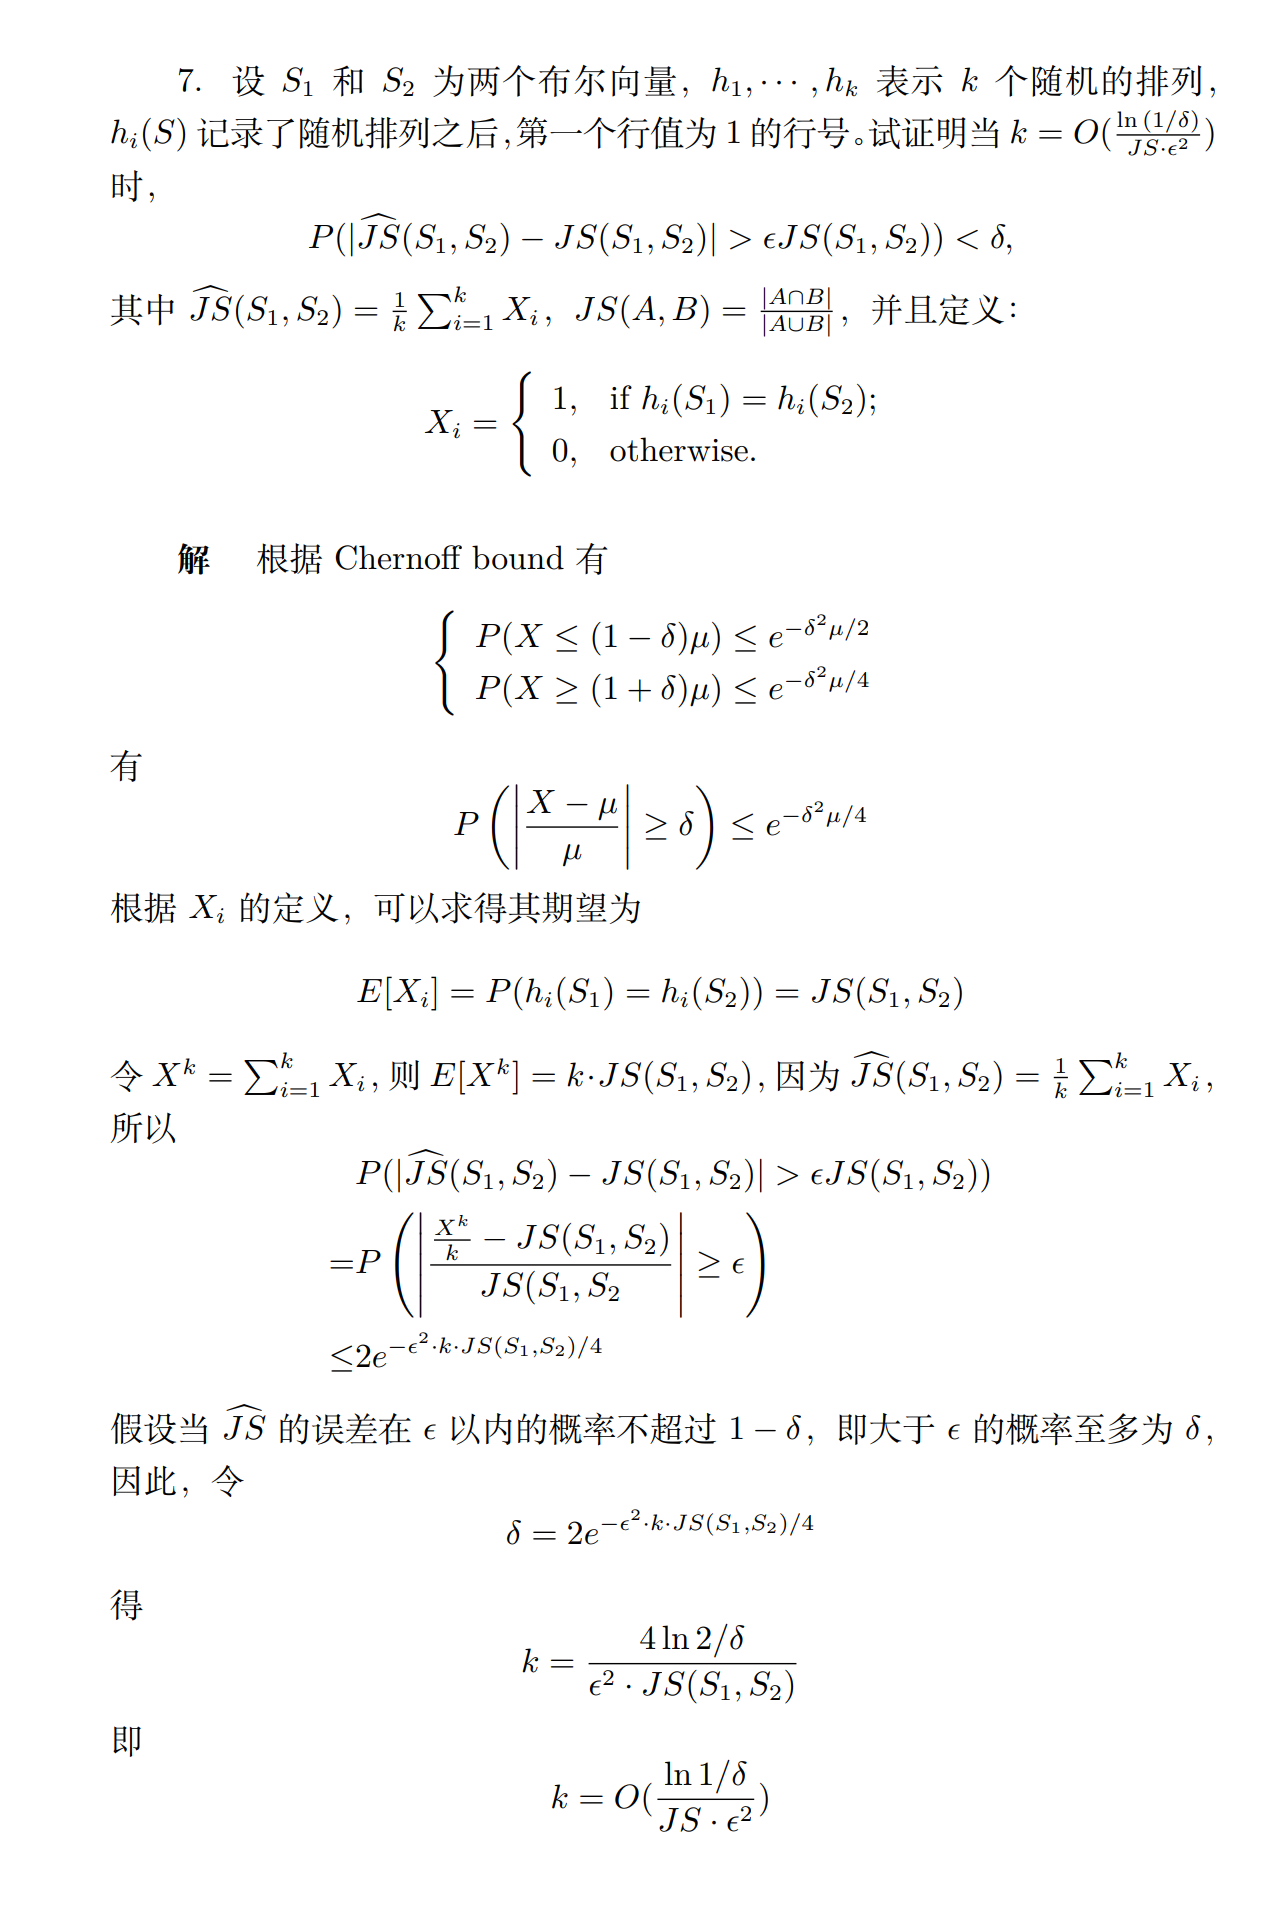 7. 设 $S_1$ 和 $S_2$ 为两个布尔向量，$h_1, \cdots, h_k$ 表示 $k$ 个随机的排列，
$h_i(S)$ 记录了随机排列之后，第一个行值为 1 的行号。试证明当 $k = O(\frac{\ln(1/\delta)}{JS \cdot \epsilon^2})$
时，
$P(|\widehat{JS}(S_1, S_2) - JS(S_1, S_2)| > \epsilon JS(S_1, S_2)) < \delta,$
其中 $\widehat{JS}(S_1, S_2) = \frac{1}{k} \sum_{i=1}^{k} X_i$，$JS(A, B) = \frac{|A \cap B|}{|A \cup B|}$，并且定义：
$X_i = \begin{cases} 1, & \text{if } h_i(S_1) = h_i(S_2); \\ 0, & \text{otherwise.} \end{cases}$
解 根据 Chernoff bound 有
$\begin{cases} P(X \leq (1 - \delta)\mu) \leq e^{-\delta^2 \mu/2} \\ P(X \geq (1 + \delta)\mu) \leq e^{-\delta^2 \mu/4} \end{cases}$
有
$P\left(\left|\frac{X - \mu}{\mu}\right| \geq \delta\right) \leq e^{-\delta^2 \mu/4}$
根据 $X_i$ 的定义，可以求得其期望为
$E[X_i] = P(h_i(S_1) = h_i(S_2)) = JS(S_1, S_2)$
令 $X^k = \sum_{i=1}^{k} X_i$，则 $E[X^k] = k \cdot JS(S_1, S_2)$，因为 $\widehat{JS}(S_1, S_2) = \frac{1}{k} \sum_{i=1}^{k} X_i$，
所以
$P(|\widehat{JS}(S_1, S_2) - JS(S_1, S_2)| > \epsilon JS(S_1, S_2))$
$= P\left(\left|\frac{\frac{X^k}{k} - JS(S_1, S_2)}{JS(S_1, S_2}\right| \geq \epsilon\right)$
$\leq 2e^{-\epsilon^2 \cdot k \cdot JS(S_1, S_2)/4}$
假设当 $\widehat{JS}$ 的误差在 $\epsilon$ 以内的概率不超过 $1 - \delta$，即大于 $\epsilon$ 的概率至多为 $\delta$，
因此，令
$\delta = 2e^{-\epsilon^2 \cdot k \cdot JS(S_1, S_2)/4}$
得
$k = \frac{4 \ln 2/\delta}{\epsilon^2 \cdot JS(S_1, S_2)}$
即
$k = O(\frac{\ln 1/\delta}{JS \cdot \epsilon^2})$